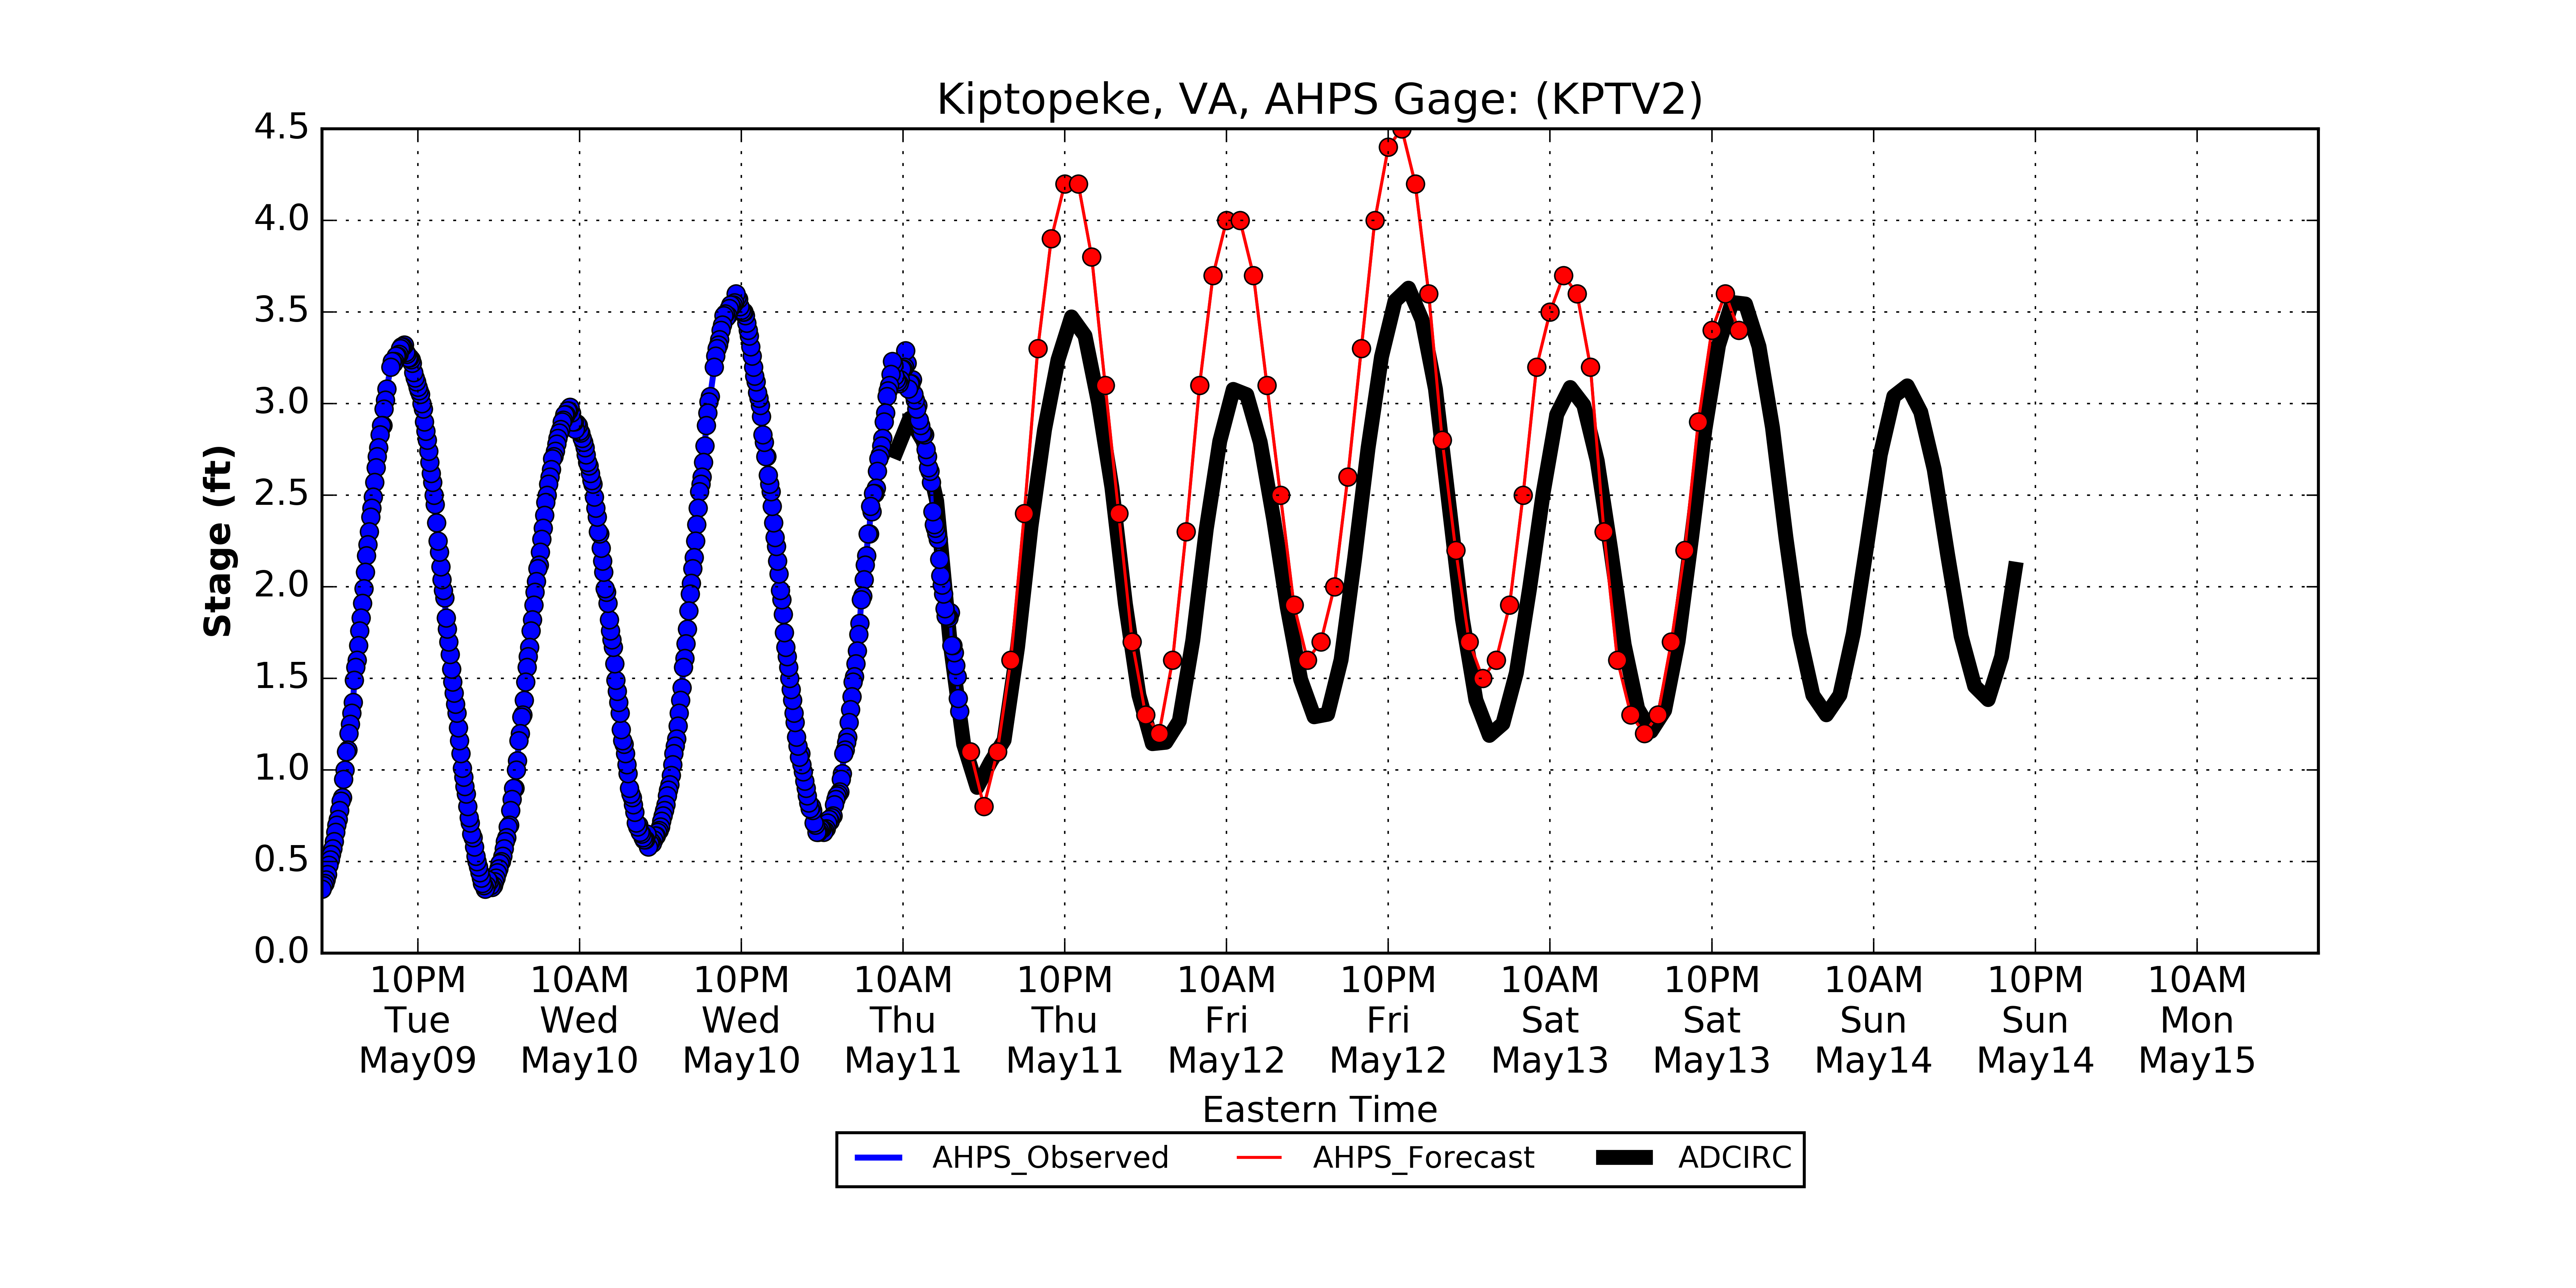 Kiptopeke, VA, AHPS Gage: (KPTV2)
4.5
4.0
3.5
3.0
2.5
2.0
1.5
1.0
0.5
0.0
Stage (ft)
10PM 10AM 10PM 10AM 10PM 10AM 10PM 10AM 10PM 10AM 10PM 10AM
Tue Wed Wed Thu Thu Fri Fri Sat Sat Sun Sun Mon
May09 May10 May10 May11 May11 May12 May12 May13 May13 May14 May14 May15
Eastern Time
AHPS_Observed AHPS_Forecast ADCIRC